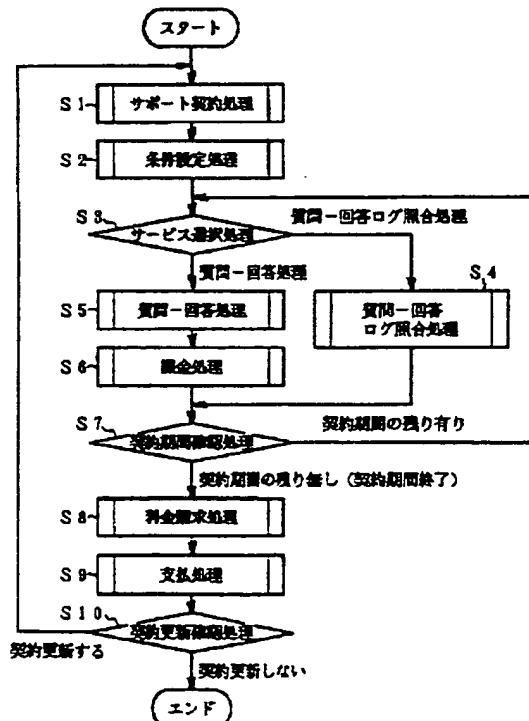 スタート
S1
サポート契約処理
S2
条件設定処理
S3
サービス選択処理
質問－回答ログ照合処理
質問－回答処理
S4
質問－回答
ログ照合処理
S5
質問－回答処理
S6
課金処理
S7
契約期間確認処理
契約期間の残り有り
契約期間の残り無し（契約期間終了）
S8
料金請求処理
S9
支払処理
S10
契約更新確認処理
契約更新する
契約更新しない
エンド